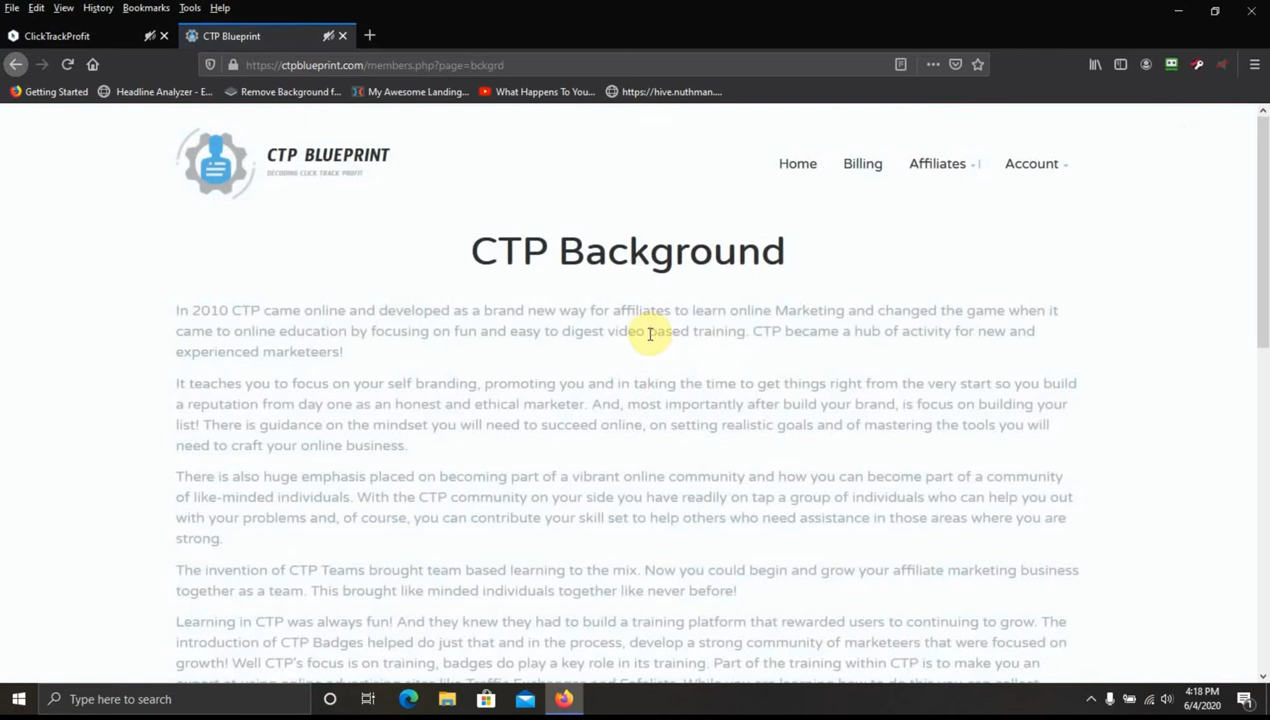 File Edit View History Bookmarks Tools Help
ClickTrackProfit CTP Blueprint
https://ctpblueprint.com/members.php?page=bckgrd
Getting Started Headline Analyzer - E... Remove Background f... My Awesome Landing... What Happens To You... https://hive.nuthman....
CTP BLUEPRINT
DECODING CLICK TRACK PROFIT
Home Billing Affiliates Account
CTP Background
In 2010 CTP came online and developed as a brand new way for affiliates to learn online Marketing and changed the game when it
came to online education by focusing on fun and easy to digest video based training. CTP became a hub of activity for new and
experienced marketeers!
It teaches you to focus on your self branding, promoting you and in taking the time to get things right from the very start so you build
a reputation from day one as an honest and ethical marketer. And, most importantly after build your brand, is focus on building your
list! There is guidance on the mindset you will need to succeed online, on setting realistic goals and of mastering the tools you will
need to craft your online business.
There is also huge emphasis placed on becoming part of a vibrant online community and how you can become part of a community
of like-minded individuals. With the CTP community on your side you have readily on tap a group of individuals who can help you out
with your problems and, of course, you can contribute your skill set to help others who need assistance in those areas where you are
strong.
The invention of CTP Teams brought team based learning to the mix. Now you could begin and grow your affiliate marketing business
together as a team. This brought like minded individuals together like never before!
Learning in CTP was always fun! And they knew they had to build a training platform that rewarded users to continuing to grow. The
introduction of CTP Badges helped do just that and in the process, develop a strong community of marketeers that were focused on
growth! Well CTP's focus is on training, badges do play a key role in its training. Part of the training within CTP is to make you an
Type here to search
4:18 PM
6/4/2020